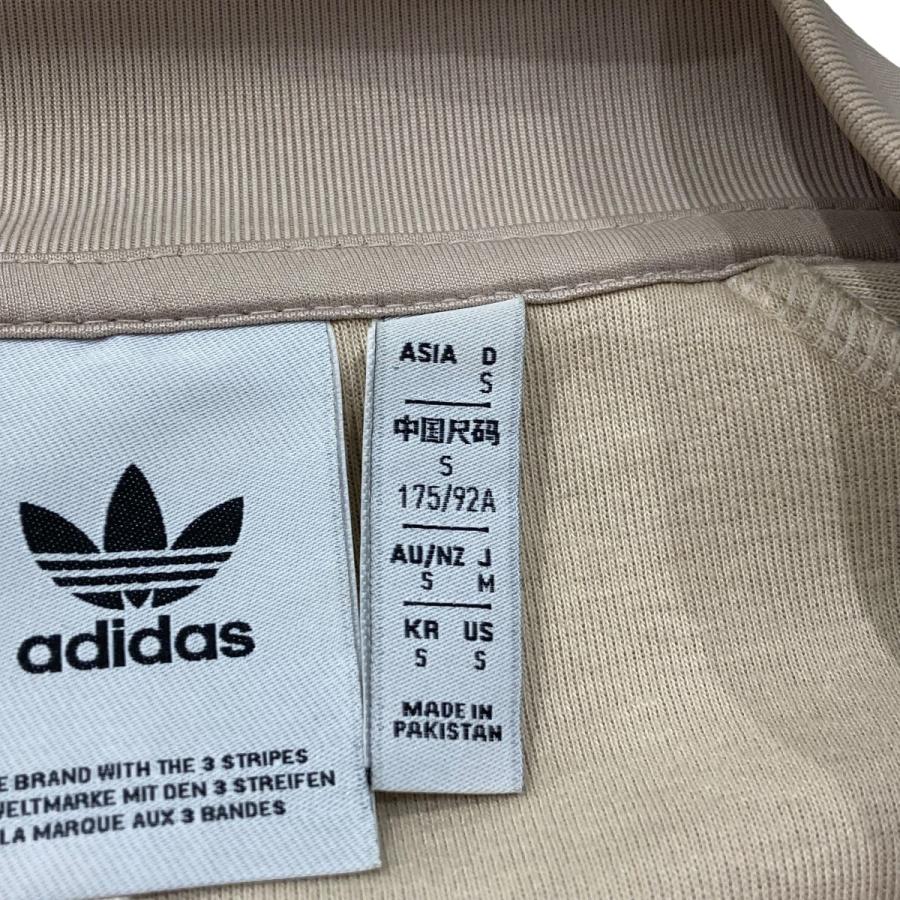 adidas
E BRAND WITH THE 3 STRIPES
WELTMARKE MIT DEN 3 STREIFEN
LA MARQUE AUX 3 BANDES
ASIA D
S
中国尺码
S
175/92A
AU/NZ J
S M
KR US
S S
MADE IN
PAKISTAN